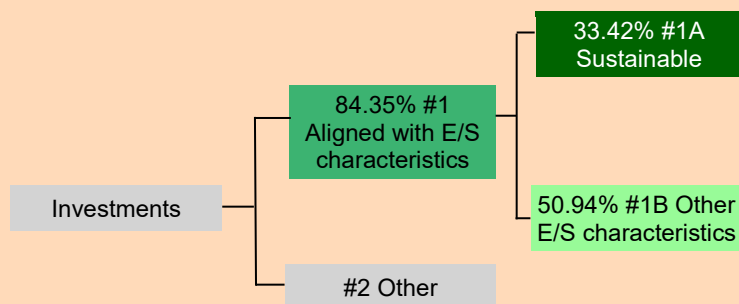 33.42% #1A
Sustainable
84.35% #1
Aligned with E/S
characteristics
Investments
50.94% #1B Other
E/S characteristics
#2 Other